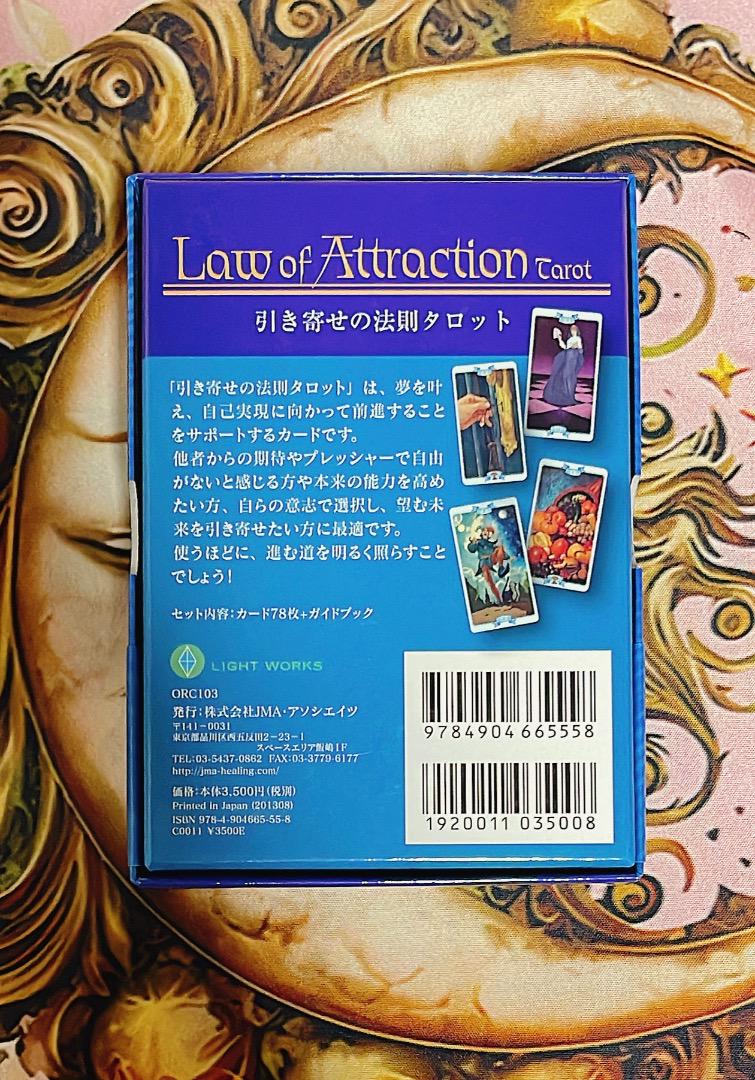 Law of Attraction Tarot
引き寄せの法則タロット
「引き寄せの法則タロット」は、夢を叶
え、自己実現に向かって前進すること
をサポートするカードです。
他者からの期待やプレッシャーで自由
がないと感じる方や本来の能力を高め
たい方、自らの意志で選択し、望む未
来を引き寄せたい方に最適です。
使うほどに、進む道を明るく照らすこと
でしょう!
セット内容:カード78枚+ガイドブック
LIGHT WORKS
ORC103
発行:株式会社JMA・アソシエイツ
〒141-0031
東京都品川区西五反田2-23-1
スペースエリア飯嶋1F
TEL:03-5437-0862 FAX:03-3779-6177
http://jma-healing.com/
価格:本体3,500円(税別)
Printed in Japan (201308)
ISBN 978-4-904665-55-8
C0011 ¥3500E
9784904665558
1920011035008